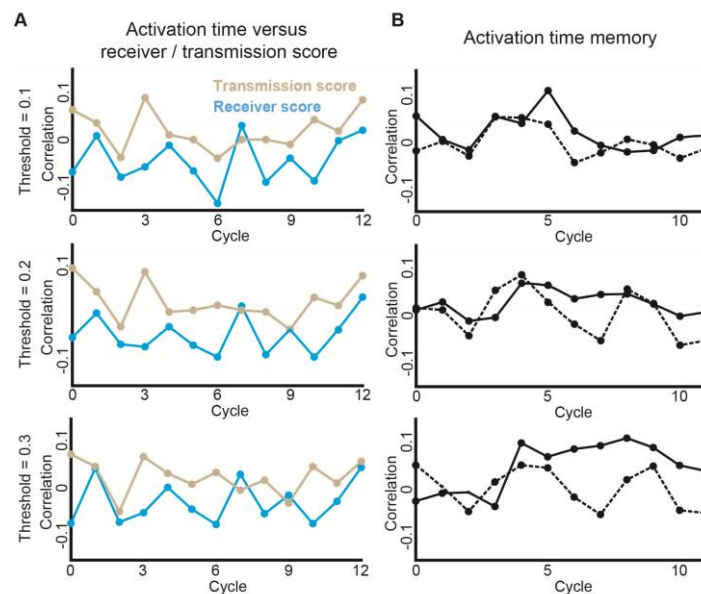 A
Activation time versus
receiver / transmission score
B
Activation time memory
Threshold = 0.1
Correlation
0.1
0
-0.1
Transmission score
Receiver score
0 3 6 9 12
Cycle
0.1
0
-0.1
0 5 10
Cycle
Threshold = 0.2
Correlation
0.1
-0.1
0 3 6 9 12
Cycle
0.1
0
-0.1
0 5 10
Cycle
Threshold = 0.3
Correlation
0.1
0
-0.1
0 3 6 9 12
Cycle
0.1
0
-0.1
0 5 10
Cycle